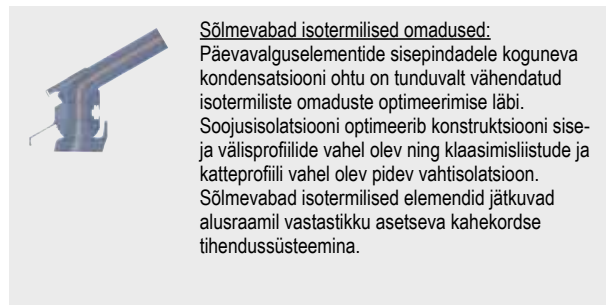 Sõlmevabad isotermilised omadused:
Päevavalguselementide sisepindadele koguneva
kondensatsiooni ohtu on tunduvalt vähendatud
isotermiliste omaduste optimeerimise läbi.
Soojusisolatsiooni optimeerib konstruktsiooni sise-
ja välisprofiilide vahel olev ning klaasimisliistude ja
katteprofiili vahel olev pidev vahtisolatsioon.
Sõlmevabad isotermilised elemendid jätkuvad
alusraamil vastastikku asetseva kahekordse
tihendussüsteemina.